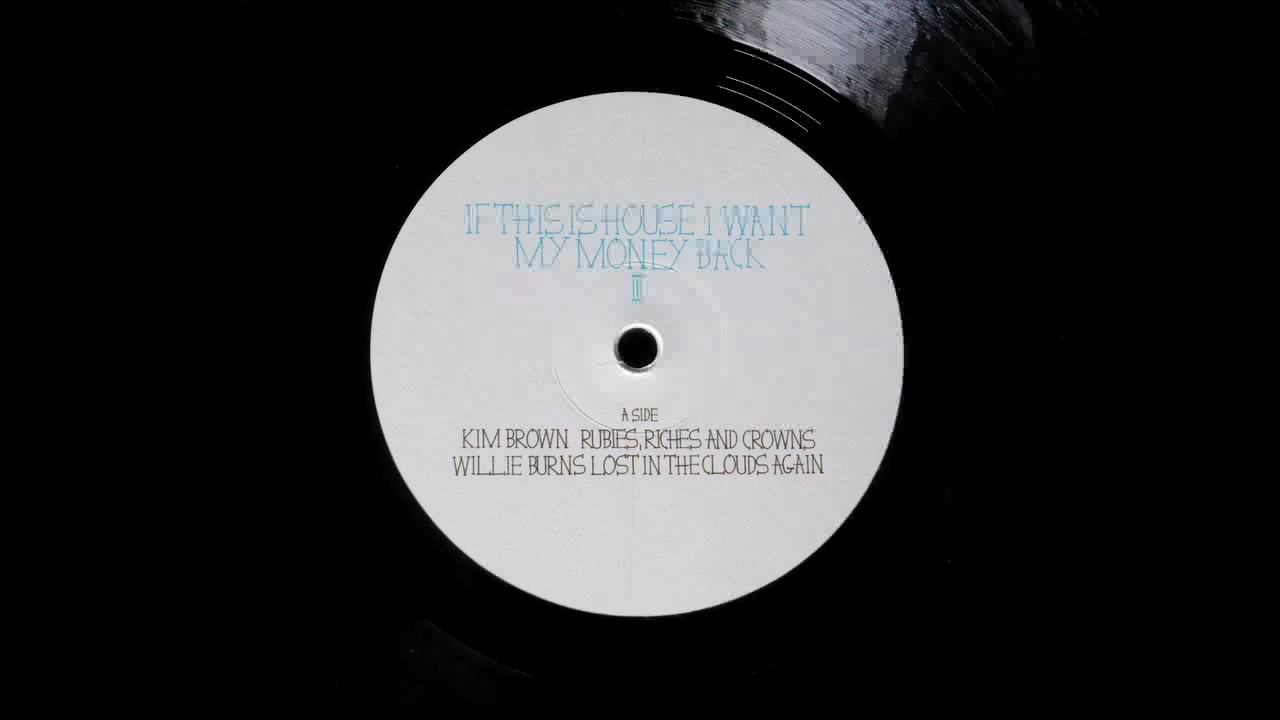 IF THIS IS HOUSE I WANT
MY MONEY BACK
II
A SIDE
KIM BROWN RUBIES, RICHES AND CROWNS
WILLIE BURNS LOST IN THE CLOUDS AGAIN